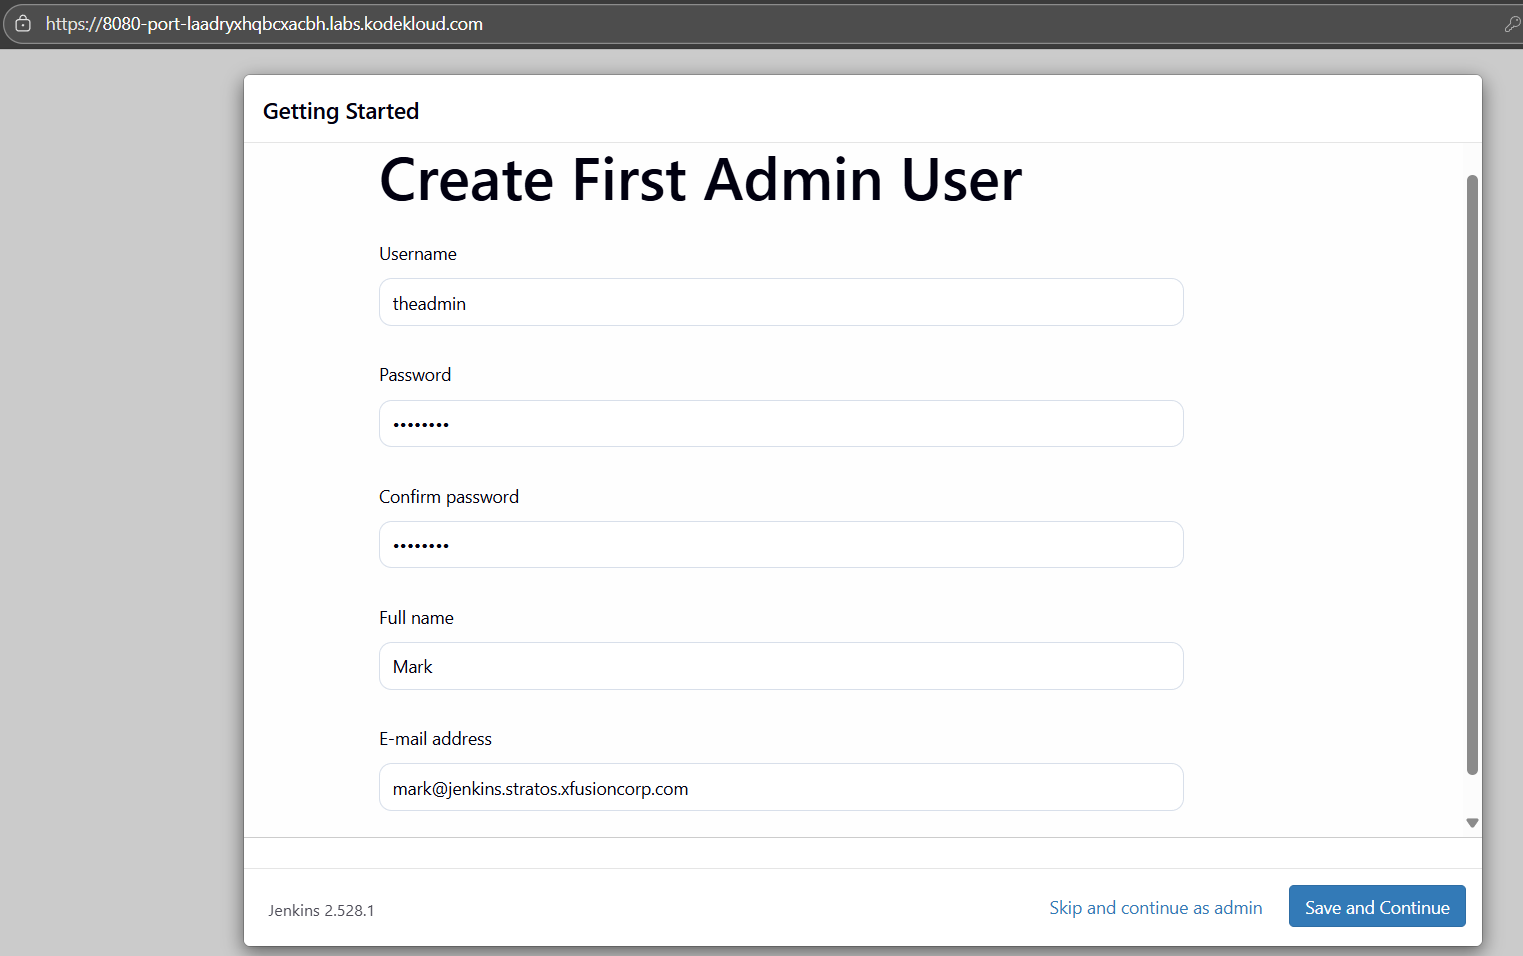 https://8080-port-laadryxhqbcxacbh.labs.kodekloud.com
Getting Started
Create First Admin User
Username
theadmin
Password
••••••••
Confirm password
••••••••
Full name
Mark
E-mail address
mark@jenkins.stratos.xfusioncorp.com
Jenkins 2.528.1
Skip and continue as admin
Save and Continue